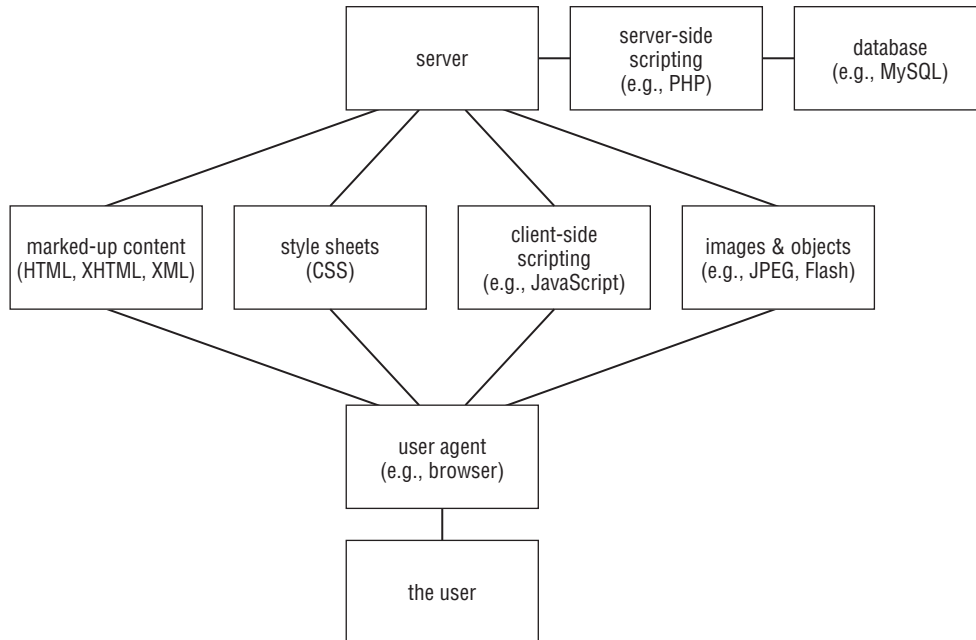 server
server-side
scripting
(e.g., PHP)
database
(e.g., MySQL)
marked-up content
(HTML, XHTML, XML)
style sheets
(CSS)
client-side
scripting
(e.g., JavaScript)
images & objects
(e.g., JPEG, Flash)
user agent
(e.g., browser)
the user